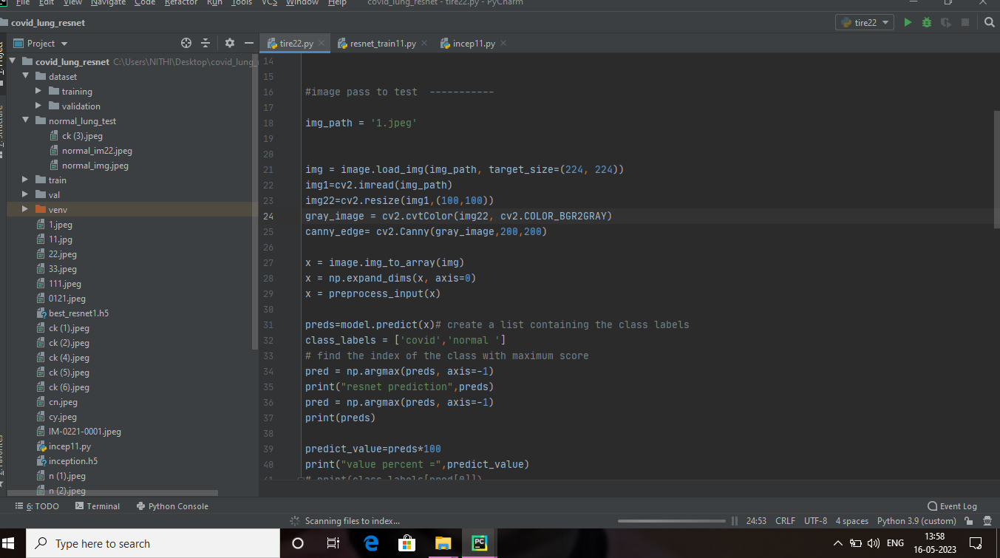 File Edit View Navigate Code Refactor Run Tools VCS Window Help covid_lung_resnet - tire22.py - PyCharm
covid_lung_resnet
tire22
Project
tire22.py
resnet_train11.py
incep11.py
covid_lung_resnet C:\Users\NITHI\Desktop\covid_lung_
dataset
training
validation
normal_lung_test
ck (3).jpeg
normal_im22.jpeg
normal_img.jpeg
train
val
venv
1.jpeg
11.jpg
22.jpeg
33.jpeg
111.jpeg
0121.jpeg
best_resnet1.h5
ck (1).jpeg
ck (2).jpeg
ck (4).jpeg
ck (5).jpeg
ck (6).jpeg
cn.jpeg
cy.jpeg
IM-0221-0001.jpeg
incep11.py
inception.h5
n (1).jpeg
n (2).jpeg
14
15
16 #image pass to test -----------
17
18 img_path = '1.jpeg'
19
20
21 img = image.load_img(img_path, target_size=(224, 224))
22 img1=cv2.imread(img_path)
23 img22=cv2.resize(img1,(100,100))
24 gray_image = cv2.cvtColor(img22, cv2.COLOR_BGR2GRAY)
25 canny_edge= cv2.Canny(gray_image,200,200)
26
27 x = image.img_to_array(img)
28 x = np.expand_dims(x, axis=0)
29 x = preprocess_input(x)
30
31 preds=model.predict(x)# create a list containing the class labels
32 class_labels = ['covid','normal ']
33 # find the index of the class with maximum score
34 pred = np.argmax(preds, axis=-1)
35 print("resnet prediction",preds)
36 pred = np.argmax(preds, axis=-1)
37 print(preds)
38
39 predict_value=preds*100
40 print("value percent =",predict_value)
41 # print(class_labels[pred[0]])
6: TODO
Terminal
Python Console
Event Log
Scanning files to index...
24:53 CRLF UTF-8 4 spaces Python 3.9 (custom)
Type here to search
ENG
13:58
16-05-2023